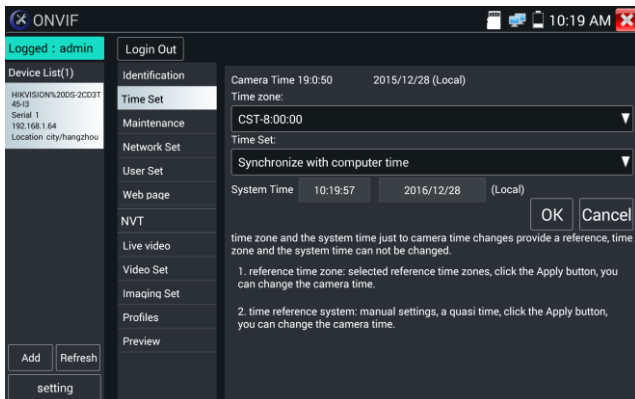 ONVIF
10:19 AM
Logged : admin
Login Out
Device List(1)
HIKVISION%20DS-2CD3T
45-I3
Serial 1
192.168.1.64
Location city/hangzhou
Add
Refresh
setting
Identification
Time Set
Maintenance
Network Set
User Set
Web page
NVT
Live video
Video Set
Imaging Set
Profiles
Preview
Camera Time 19:0:50 2015/12/28 (Local)
Time zone:
CST-8:00:00
Time Set:
Synchronize with computer time
System Time 10:19:57 2016/12/28 (Local)
OK Cancel
time zone and the system time just to camera time changes provide a reference, time
zone and the system time can not be changed.
1. reference time zone: selected reference time zones, click the Apply button, you
can change the camera time.
2. time reference system: manual settings, a quasi time, click the Apply button,
you can change the camera time.